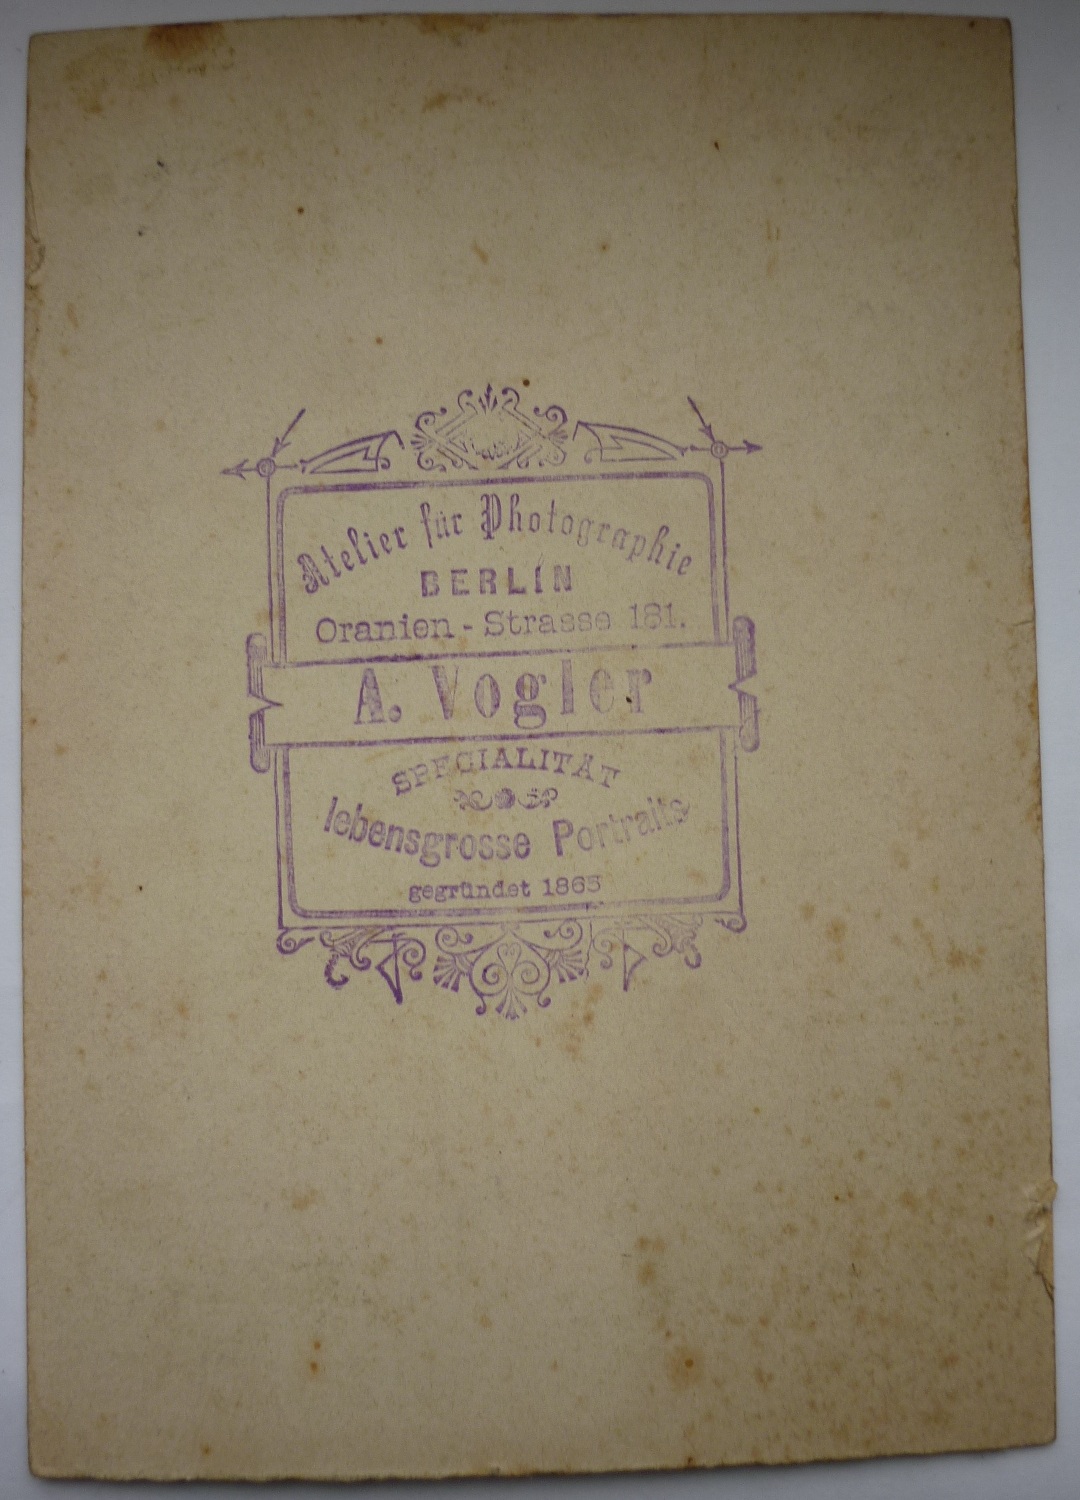 Atelier für Photographie
BERLIN
Oranien-Strasse 181.
A. Vogler
SPECIALITÄT
lebensgrosse Portraits
gegründet 1865